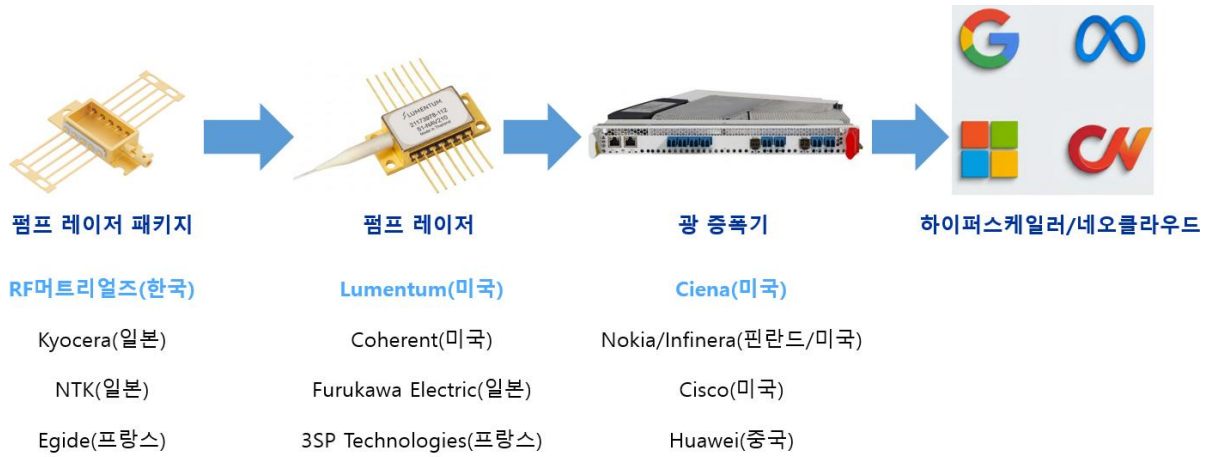 LUMENTUM
펌프 레이저 패키지
펌프 레이저
광 증폭기
하이퍼스케일러/네오클라우드
RF머트리얼즈(한국)
Lumentum(미국)
Ciena(미국)
Kyocera(일본)
Coherent(미국)
Nokia/Infinera(핀란드/미국)
NTK(일본)
Furukawa Electric(일본)
Cisco(미국)
Egide(프랑스)
3SP Technologies(프랑스)
Huawei(중국)